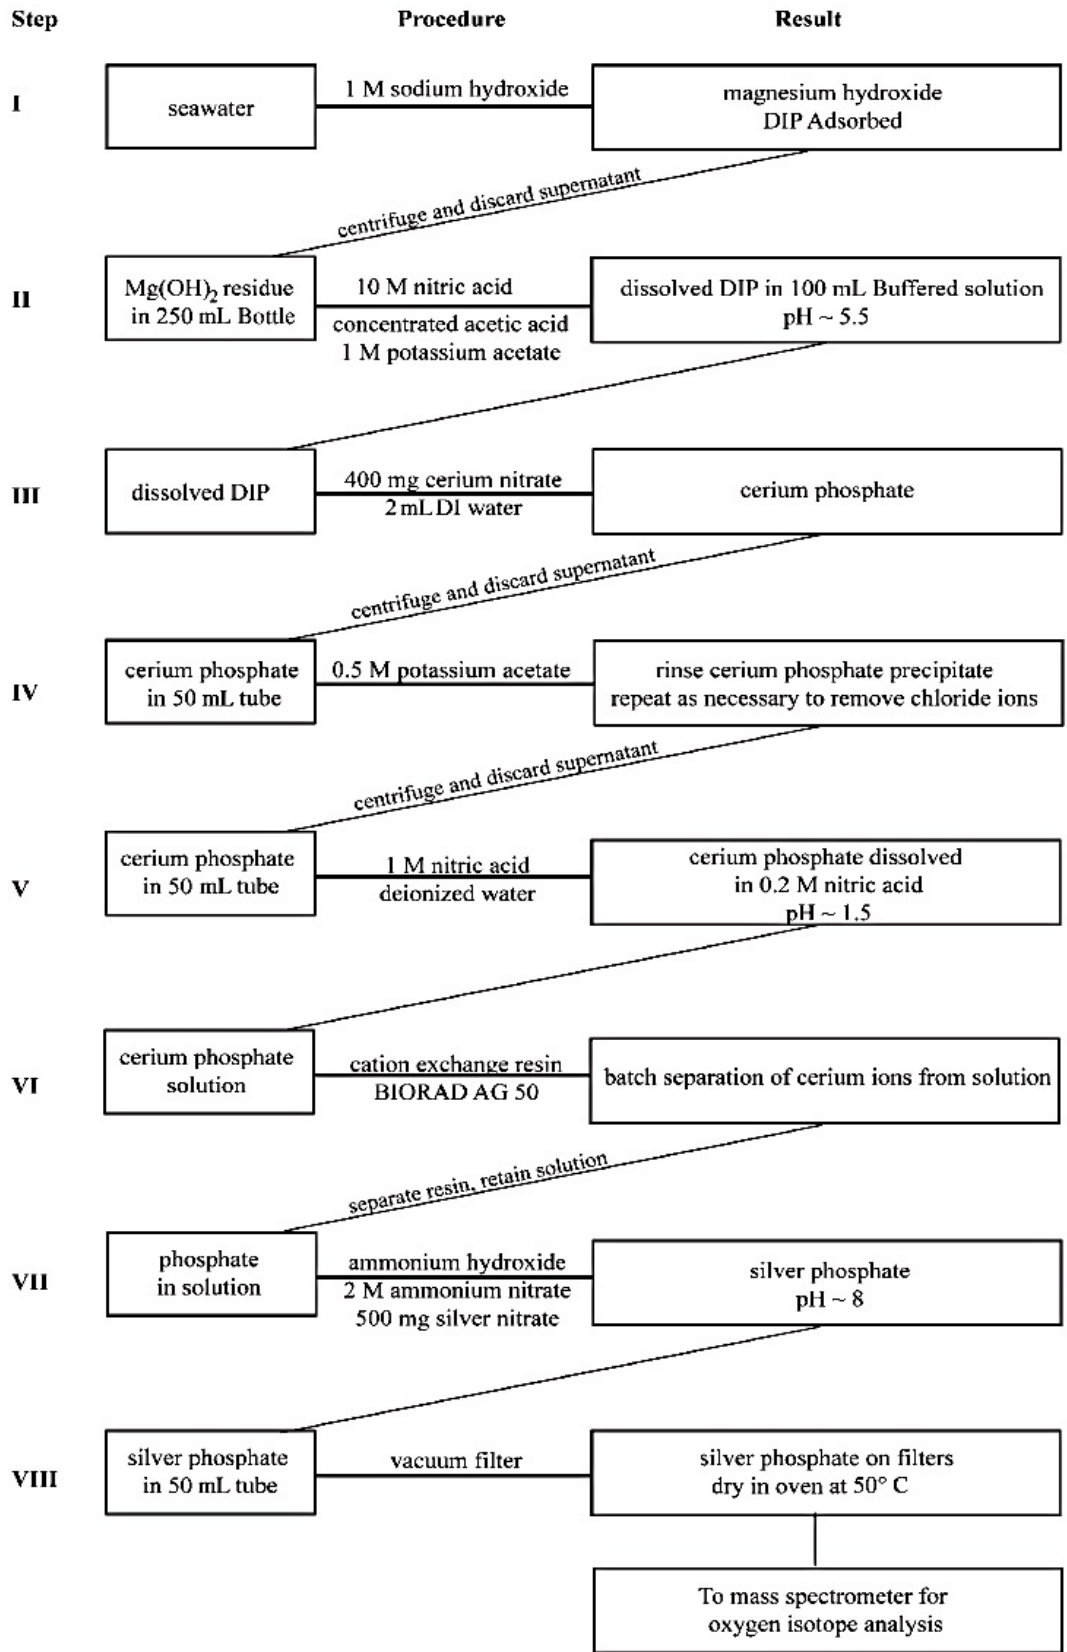 Step Procedure Result
I
seawater
1 M sodium hydroxide
magnesium hydroxide
DIP Adsorbed
centrifuge and discard supernatant
II
Mg(OH)₂ residue
in 250 mL Bottle
10 M nitric acid
concentrated acetic acid
1 M potassium acetate
dissolved DIP in 100 mL Buffered solution
pH ~ 5.5
III
dissolved DIP
400 mg cerium nitrate
2 mL DI water
cerium phosphate
centrifuge and discard supernatant
IV
cerium phosphate
in 50 mL tube
0.5 M potassium acetate
rinse cerium phosphate precipitate
repeat as necessary to remove chloride ions
centrifuge and discard supernatant
V
cerium phosphate
in 50 mL tube
1 M nitric acid
deionized water
cerium phosphate dissolved
in 0.2 M nitric acid
pH ~ 1.5
VI
cerium phosphate
solution
cation exchange resin
BIORAD AG 50
batch separation of cerium ions from solution
separate resin, retain solution
VII
phosphate
in solution
ammonium hydroxide
2 M ammonium nitrate
500 mg silver nitrate
silver phosphate
pH ~ 8
VIII
silver phosphate
in 50 mL tube
vacuum filter
silver phosphate on filters
dry in oven at 50° C
To mass spectrometer for
oxygen isotope analysis